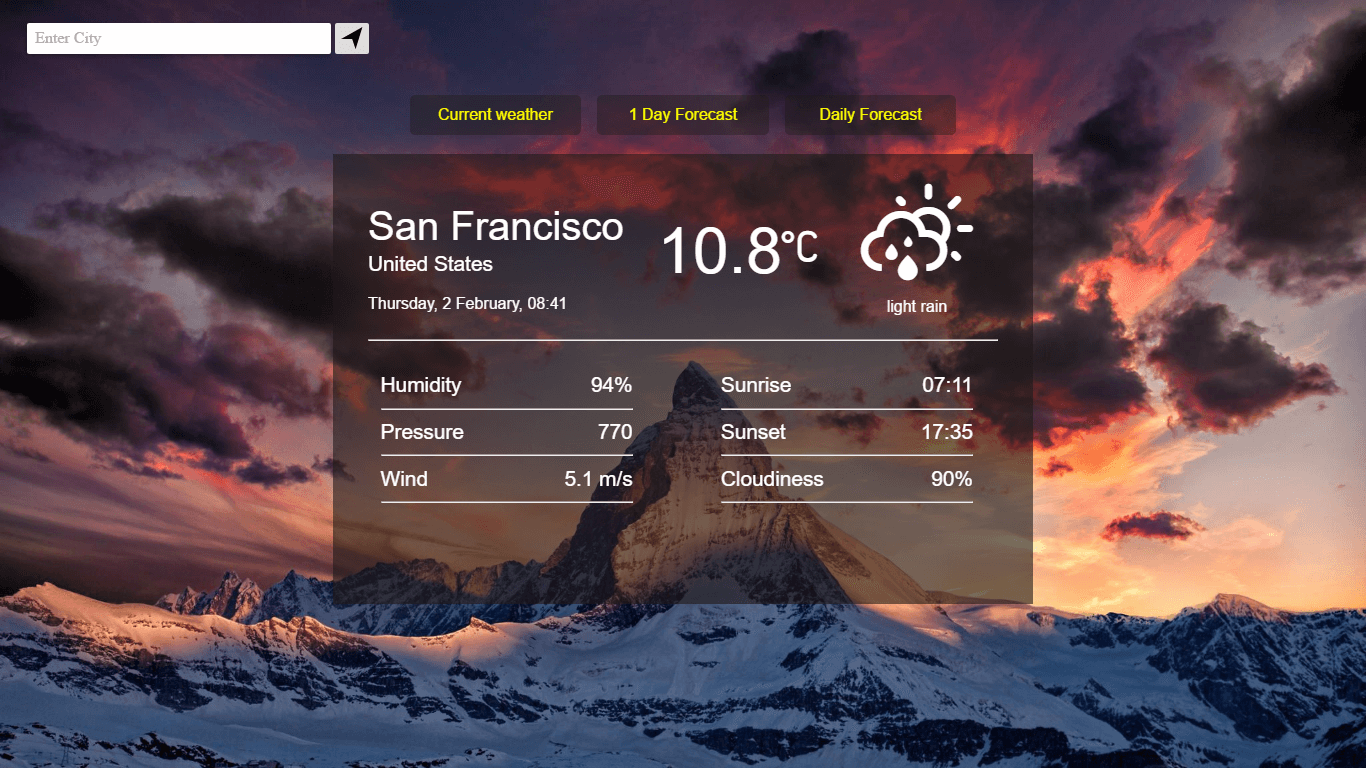 Enter City
Current weather 1 Day Forecast Daily Forecast
San Francisco
United States
Thursday, 2 February, 08:41
10.8°C
light rain
Humidity 94%
Pressure 770
Wind 5.1 m/s
Sunrise 07:11
Sunset 17:35
Cloudiness 90%